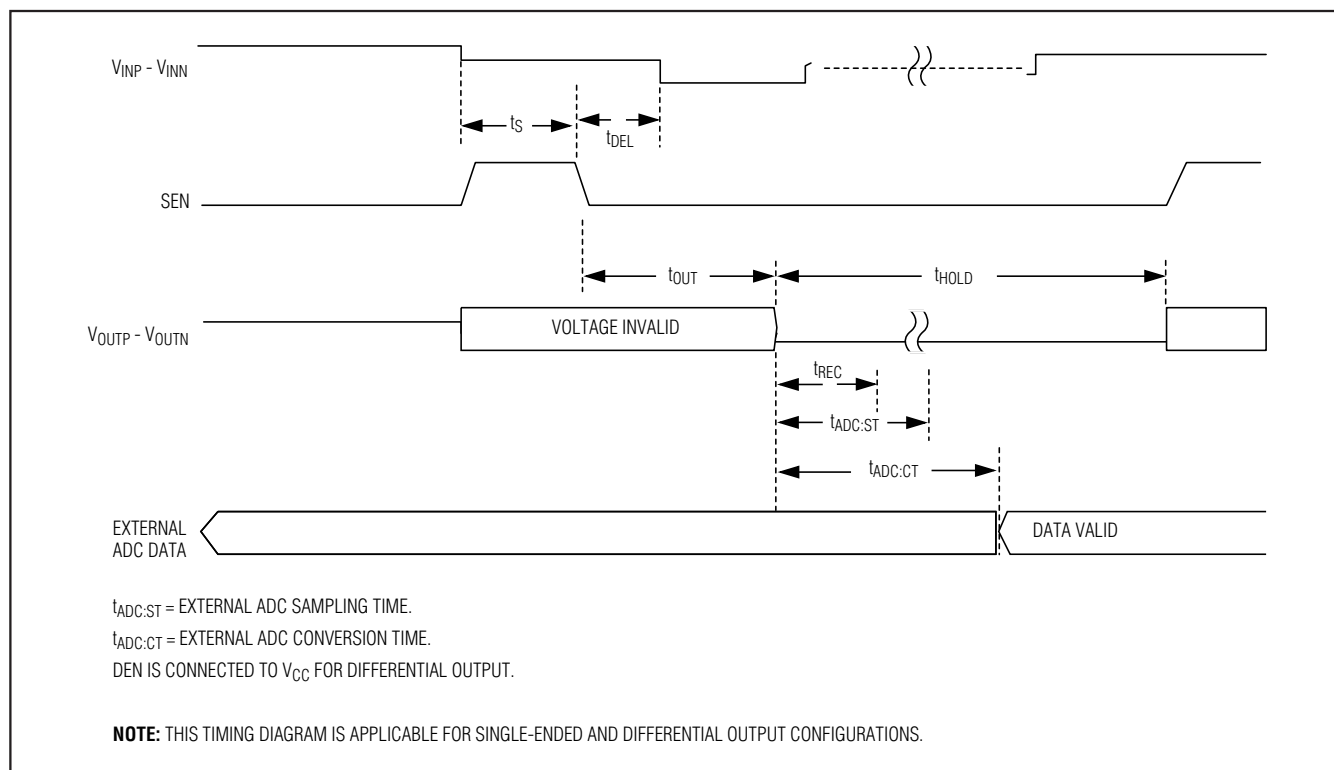 VINP - VINN
tS
tDEL
SEN
tOUT
tHOLD
VOUTP - VOUTN
VOLTAGE INVALID
tREC
tADC:ST
tADC:CT
EXTERNAL
ADC DATA
DATA VALID
tADC:ST = EXTERNAL ADC SAMPLING TIME.
tADC:CT = EXTERNAL ADC CONVERSION TIME.
DEN IS CONNECTED TO VCC FOR DIFFERENTIAL OUTPUT.
NOTE: THIS TIMING DIAGRAM IS APPLICABLE FOR SINGLE-ENDED AND DIFFERENTIAL OUTPUT CONFIGURATIONS.